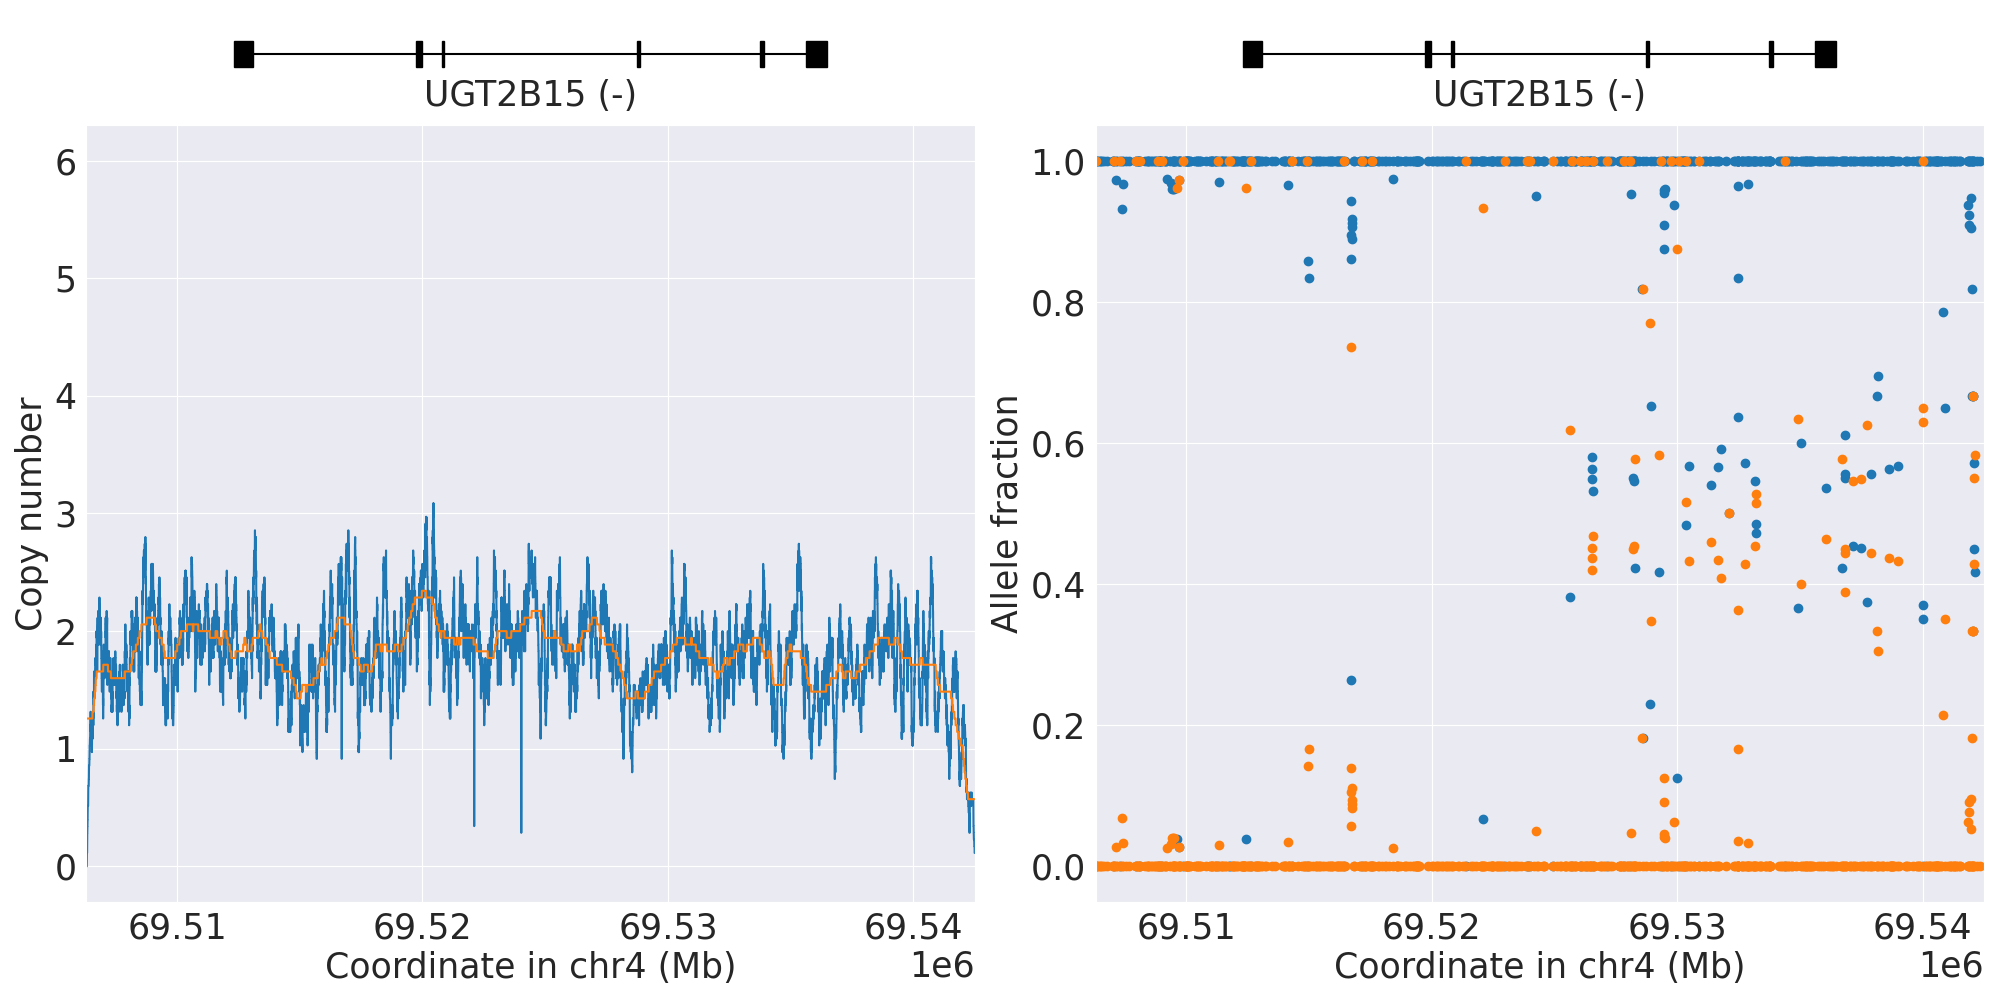 UGT2B15 (-)
6
5
4
3
2
1
0
Copy number
69.51 69.52 69.53 69.54
Coordinate in chr4 (Mb)
1e6
UGT2B15 (-)
1.0
0.8
0.6
0.4
0.2
0.0
Allele fraction
69.51 69.52 69.53 69.54
Coordinate in chr4 (Mb)
1e6